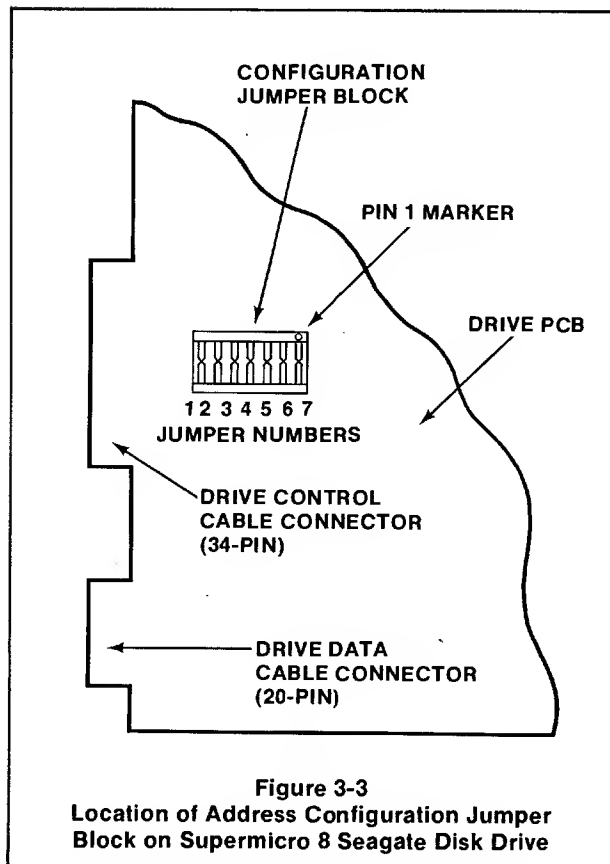 CONFIGURATION
JUMPER BLOCK
PIN 1 MARKER
DRIVE PCB
1 2 3 4 5 6 7
JUMPER NUMBERS
DRIVE CONTROL
CABLE CONNECTOR
(34-PIN)
DRIVE DATA
CABLE CONNECTOR
(20-PIN)
Figure 3-3
Location of Address Configuration Jumper
Block on Supermicro 8 Seagate Disk Drive